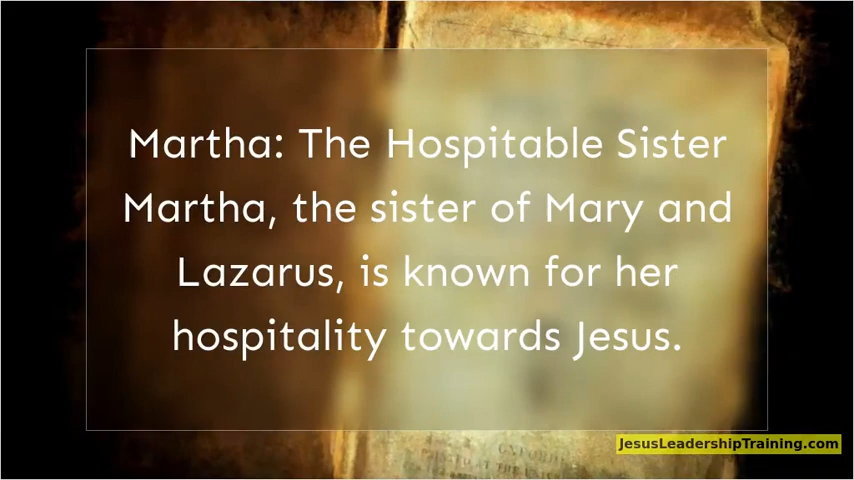 Martha: The Hospitable Sister
Martha, the sister of Mary and
Lazarus, is known for her
hospitality towards Jesus.
JesusLeadershipTraining.com